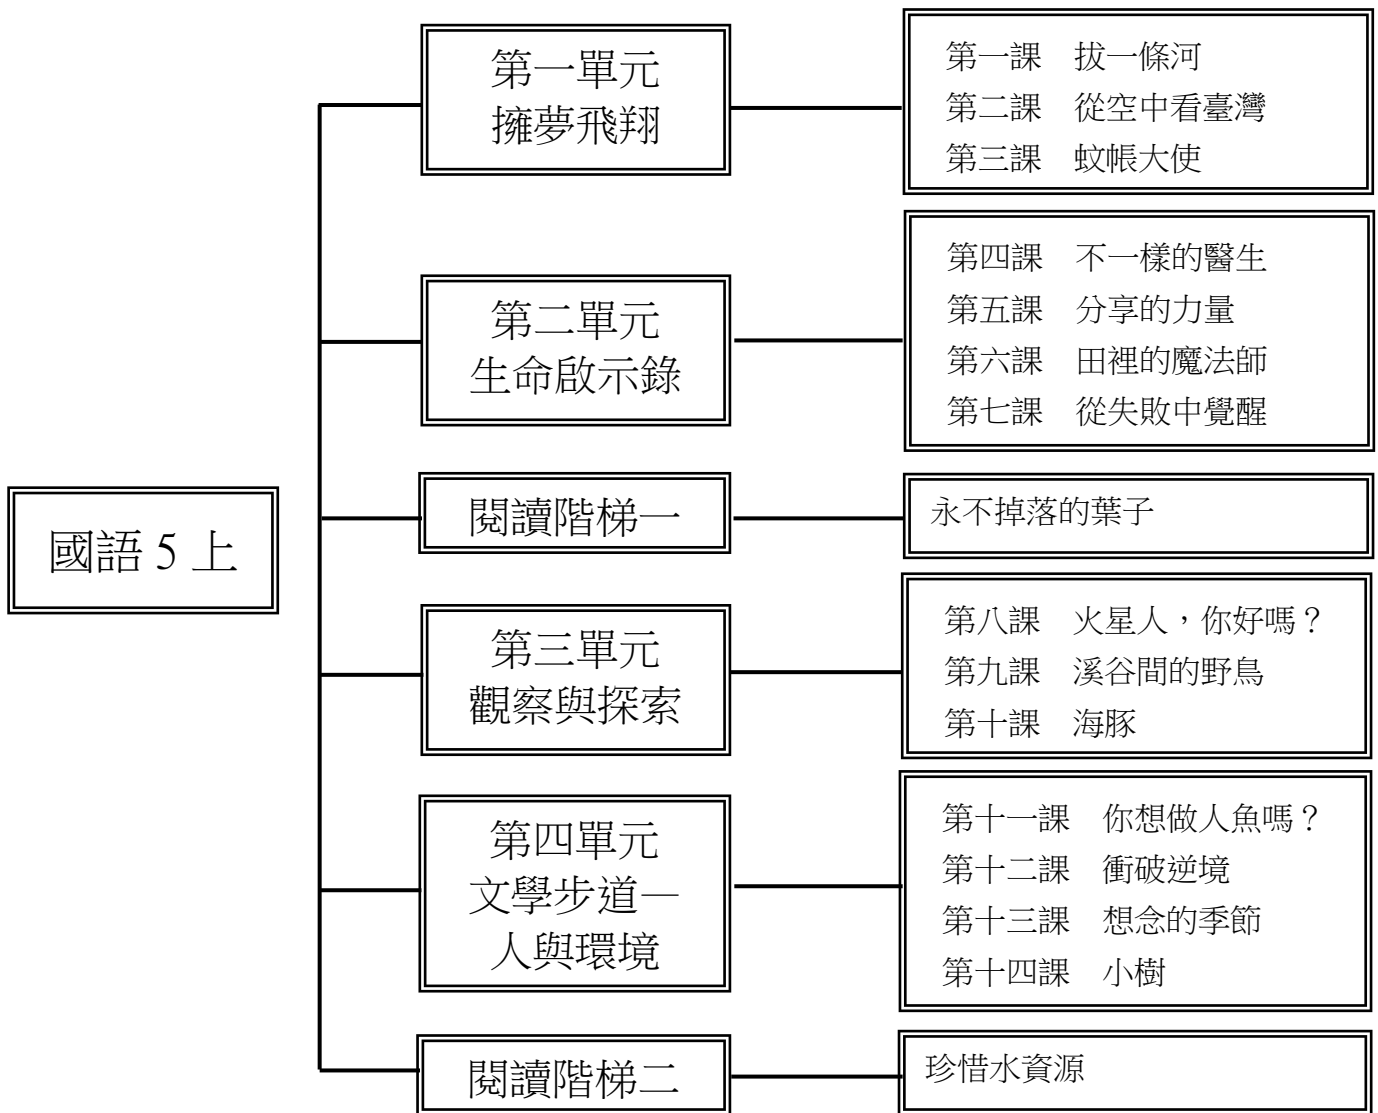 國語 5 上
第一單元
擁夢飛翔
第一課 拔一條河
第二課 從空中看臺灣
第三課 蚊帳大使
第二單元
生命啟示錄
第四課 不一樣的醫生
第五課 分享的力量
第六課 田裡的魔法師
第七課 從失敗中覺醒
閱讀階梯一
永不掉落的葉子
第三單元
觀察與探索
第八課 火星人，你好嗎？
第九課 溪谷間的野鳥
第十課 海豚
第四單元
文學步道—
人與環境
第十一課 你想做人魚嗎？
第十二課 衝破逆境
第十三課 想念的季節
第十四課 小樹
閱讀階梯二
珍惜水資源